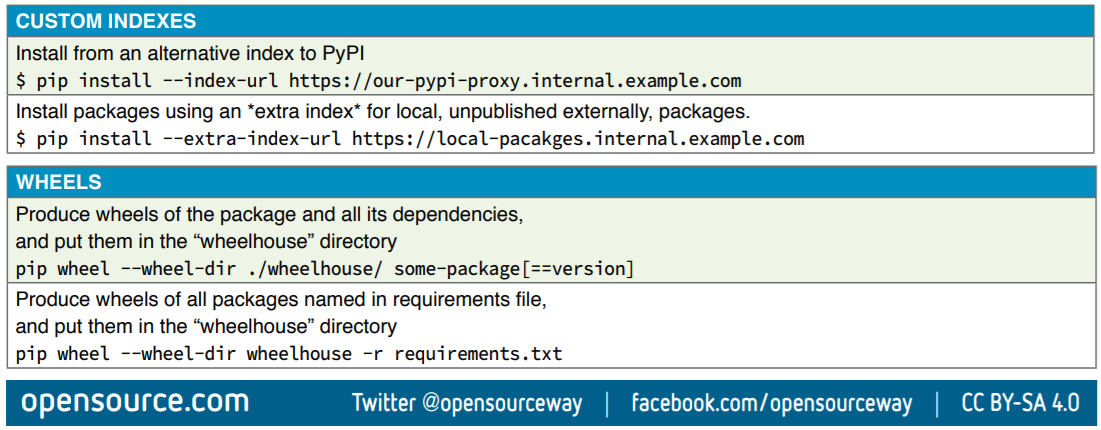 CUSTOM INDEXES
Install from an alternative index to PyPI
$ pip install --index-url https://our-pypi-proxy.internal.example.com
Install packages using an *extra index* for local, unpublished externally, packages.
$ pip install --extra-index-url https://local-pacakges.internal.example.com
WHEELS
Produce wheels of the package and all its dependencies,
and put them in the “wheelhouse” directory
pip wheel --wheel-dir ./wheelhouse/ some-package[==version]
Produce wheels of all packages named in requirements file,
and put them in the “wheelhouse” directory
pip wheel --wheel-dir wheelhouse -r requirements.txt
opensource.com Twitter @opensourceway | facebook.com/opensourceway | CC BY-SA 4.0